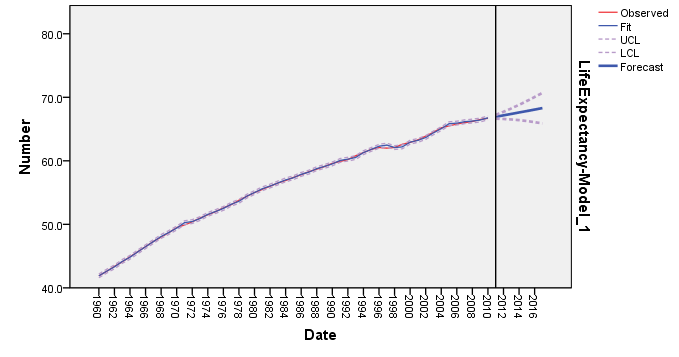 Observed
Fit
UCL
LCL
Forecast
80.0
70.0
60.0
50.0
40.0
Number
LifeExpectancy-Model_1
1960 1962 1964 1966 1968 1970 1972 1974 1976 1978 1980 1982 1984 1986 1988 1990 1992 1994 1996 1998 2000 2002 2004 2006 2008 2010 2012 2014 2016
Date